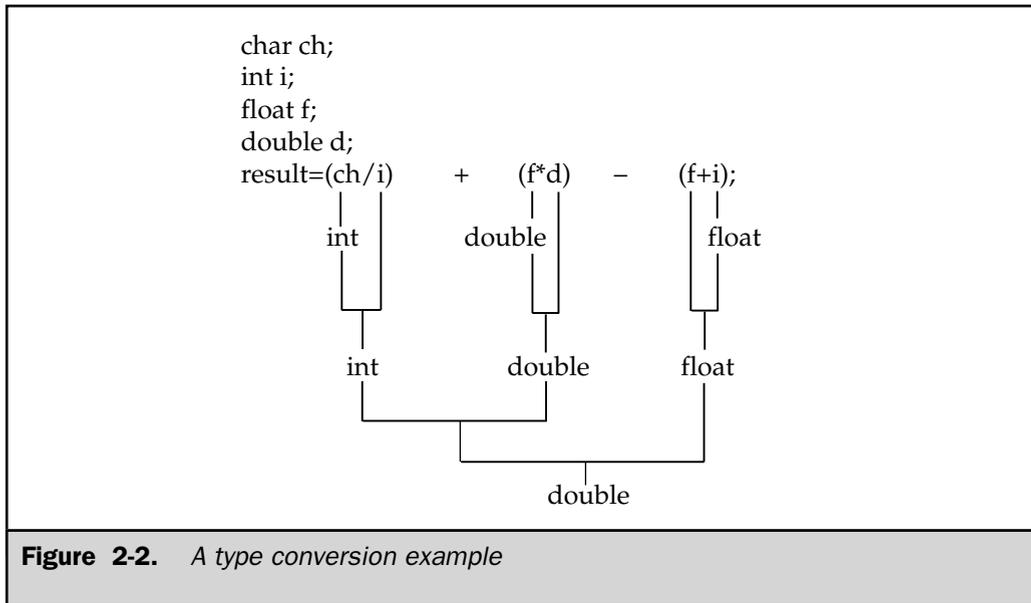 char ch;
int i;
float f;
double d;
result=(ch/i) + (f*d) – (f+i);
int double float
int double float
double
Figure 2-2. A type conversion example